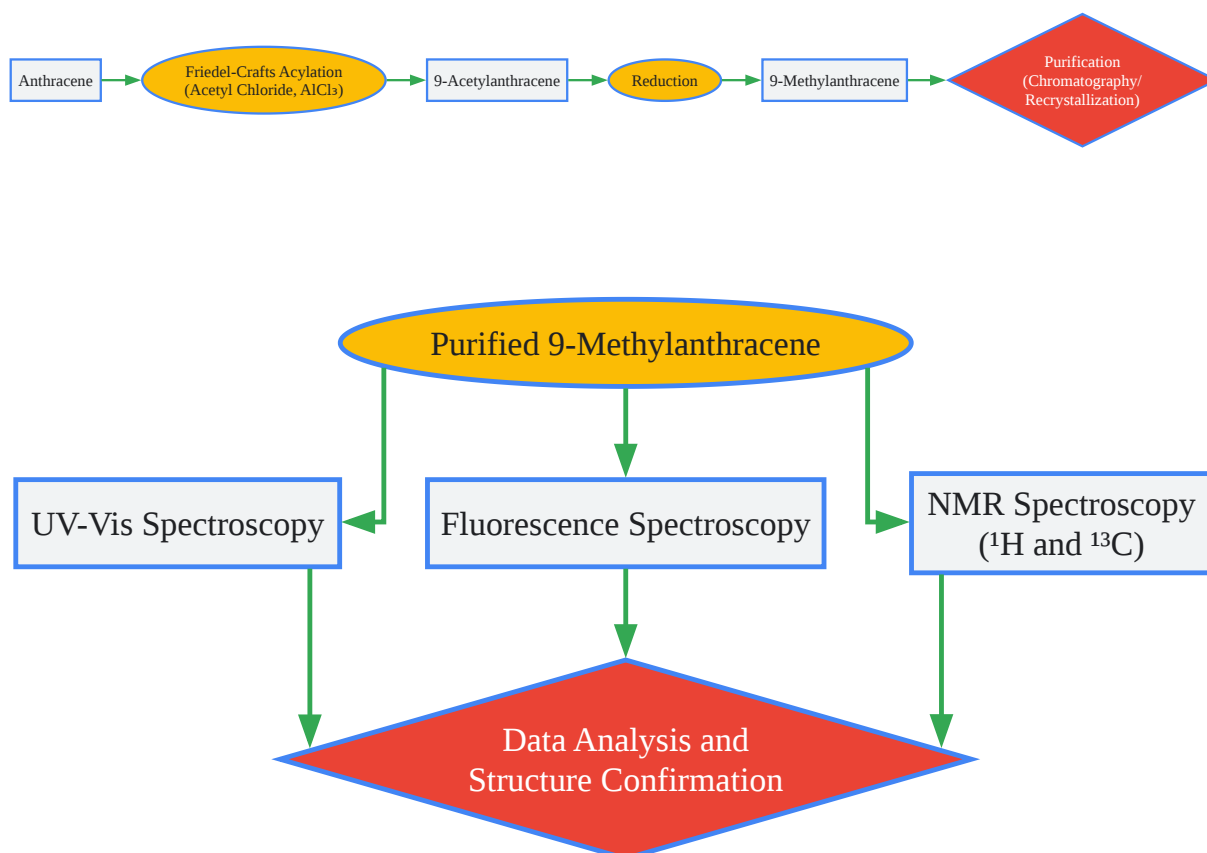 Anthracene
Friedel-Crafts Acylation
(Acetyl Chloride, AlCl₃)
9-Acetylanthracene
Reduction
9-Methylanthracene
Purification
(Chromatography/
Recrystallization)
Purified 9-Methylanthracene
UV-Vis Spectroscopy
Fluorescence Spectroscopy
NMR Spectroscopy
(¹H and ¹³C)
Data Analysis and
Structure Confirmation